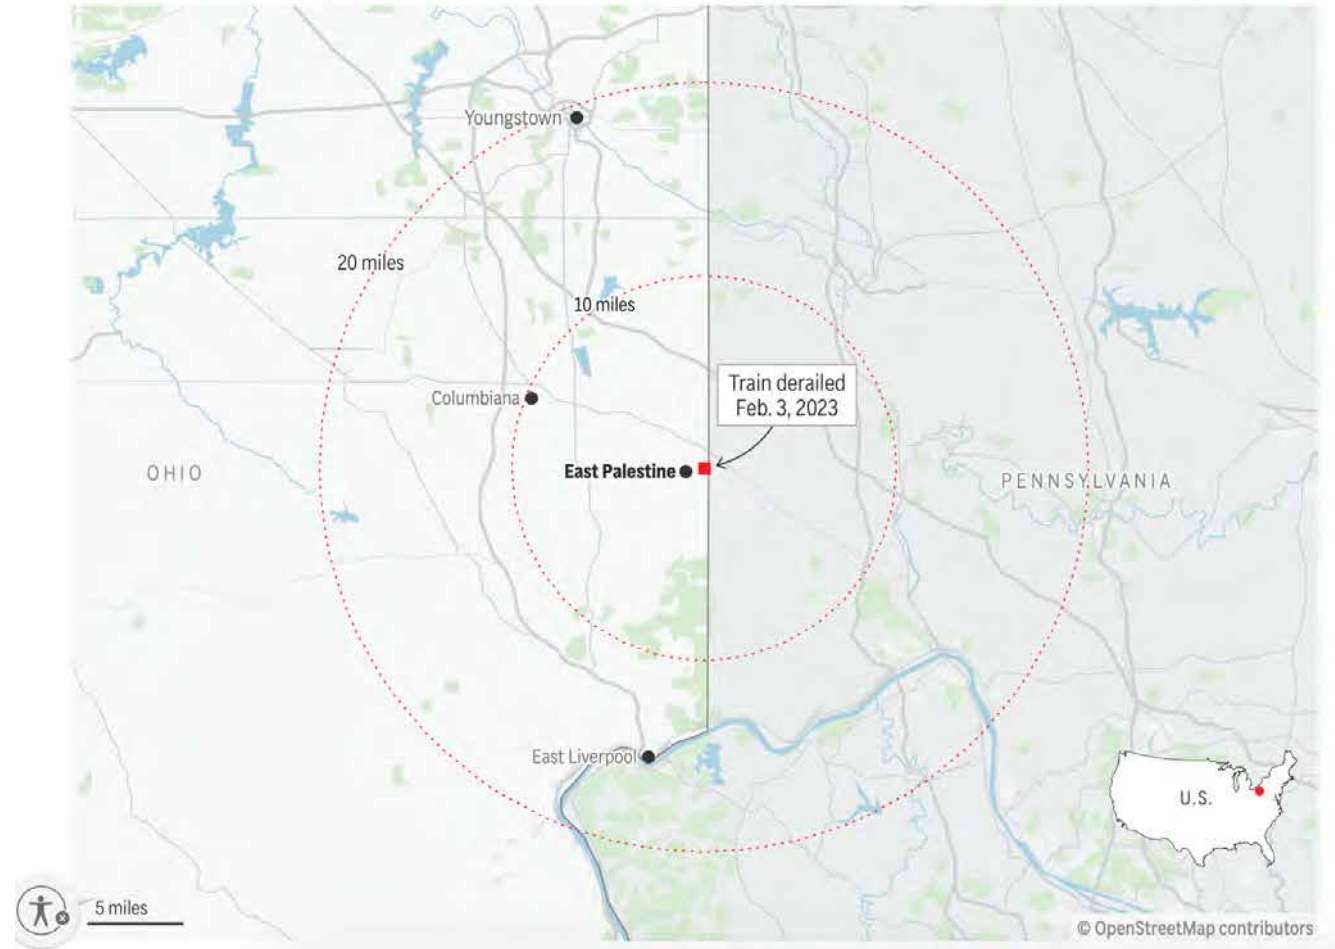 Youngstown
20 miles
10 miles
Train derailed
Feb. 3, 2023
Columbiana
East Palestine
OHIO
PENNSYLVANIA
East Liverpool
U.S.
5 miles
© OpenStreetMap contributors